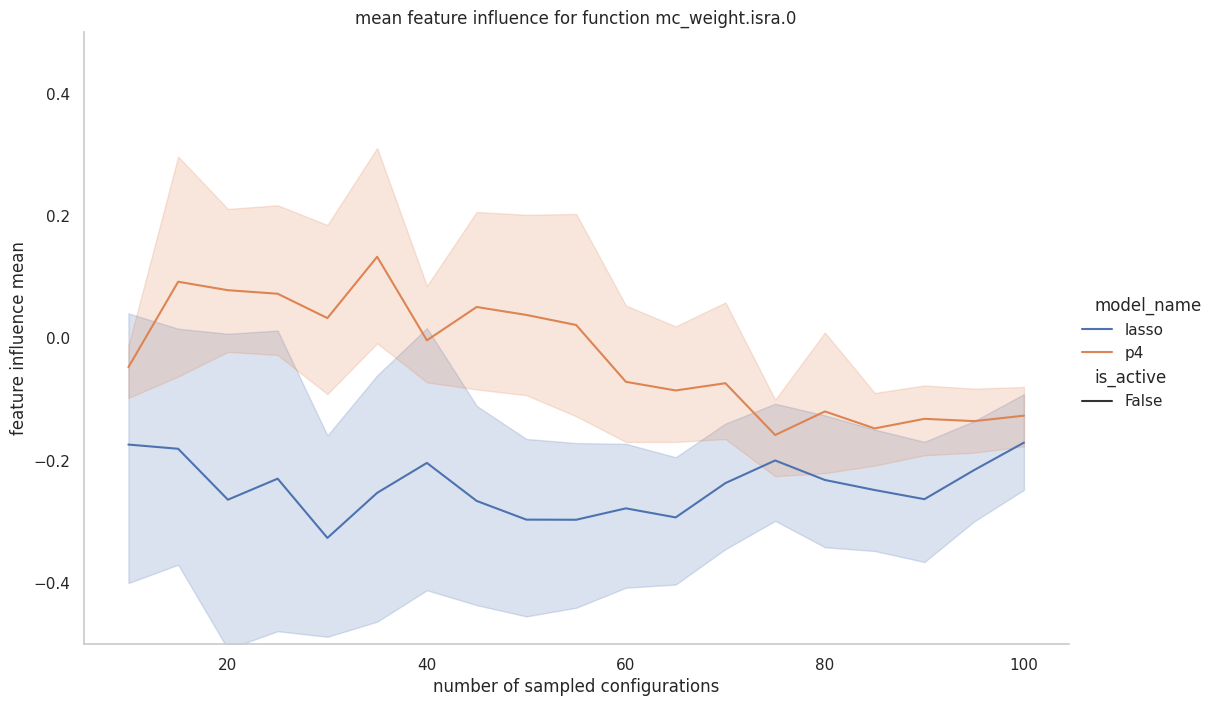 mean feature influence for function mc_weight.isra.0
feature influence mean
0.4
0.2
0.0
−0.2
−0.4
20
40
60
80
100
number of sampled configurations
model_name
lasso
p4
is_active
False